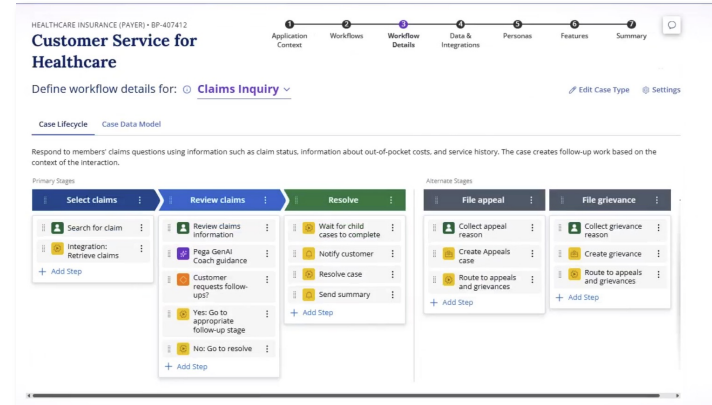 HEALTHCARE INSURANCE (PAYER) • BP-407412
Customer Service for
Healthcare
1
Application
Context
2
Workflows
3
Workflow
Details
4
Data &
Integrations
5
Personas
6
Features
7
Summary
Define workflow details for: Claims Inquiry
Edit Case Type
Settings
Case Lifecycle
Case Data Model
Respond to members' claims questions using information such as claim status, information about out-of-pocket costs, and service history. The case creates follow-up work based on the
context of the interaction.
Primary Stages
Select claims
Search for claim
Integration:
Retrieve claims
+ Add Step
Review claims
Review claims
information
Pega GenAI
Coach guidance
Customer
requests follow-
ups?
Yes: Go to
appropriate
follow-up stage
No: Go to resolve
+ Add Step
Resolve
Wait for child
cases to complete
Notify customer
Resolve case
Send summary
+ Add Step
Alternate Stages
File appeal
Collect appeal
reason
Create Appeals
case
Route to appeals
and grievances
+ Add Step
File grievance
Collect grievance
reason
Create grievance
Route to appeals
and grievances
+ Add Step